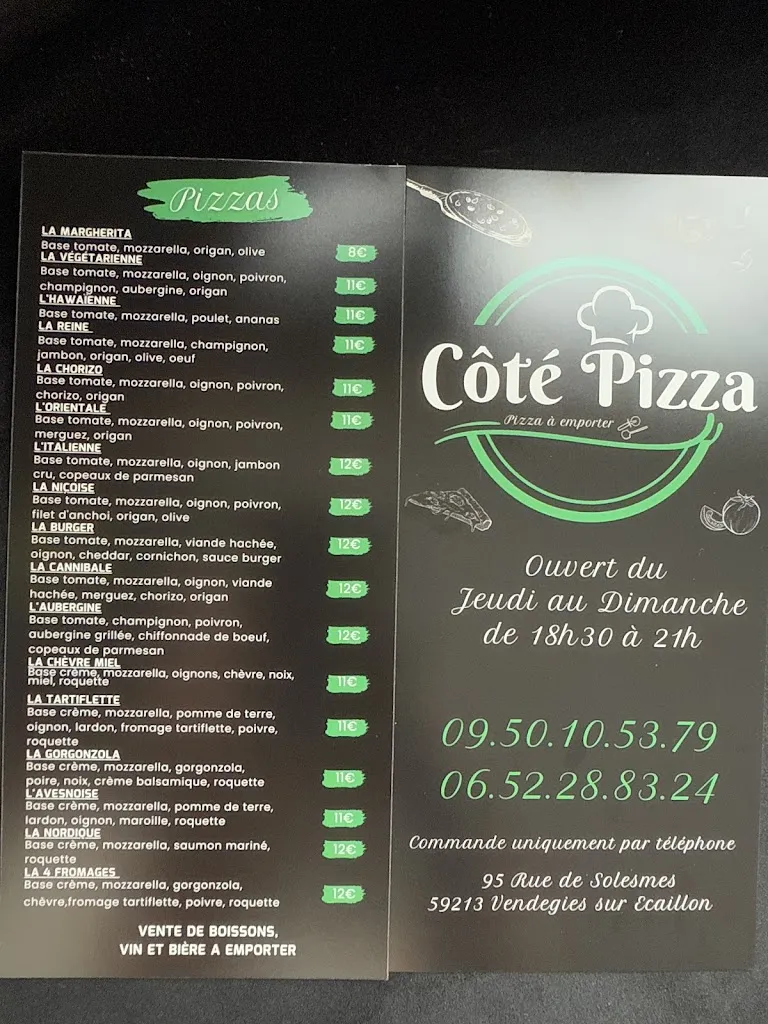 Pizzas
LA MARGHERITA
Base tomate, mozzarella, origan, olive
8€
LA VÉGÉTARIENNE
Base tomate, mozzarella, oignon, poivron,
champignon, aubergine, origan
11€
L'HAWAÏENNE
Base tomate, mozzarella, poulet, ananas
11€
LA REINE
Base tomate, mozzarella, champignon,
jambon, origan, olive, oeuf
11€
LA CHORIZO
Base tomate, mozzarella, oignon, poivron,
chorizo, origan
11€
L'ORIENTALE
Base tomate, mozzarella, oignon, poivron,
merguez, origan
11€
L'ITALIENNE
Base tomate, mozzarella, oignon, jambon
cru, copeaux de parmesan
12€
LA NIÇOISE
Base tomate, mozzarella, oignon, poivron,
filet d'anchoi, origan, olive
12€
LA BURGER
Base tomate, mozzarella, viande hachée,
oignon, cheddar, cornichon, sauce burger
12€
LA CANNIBALE
Base tomate, mozzarella, oignon, viande
hachée, merguez, chorizo, origan
12€
L'AUBERGINE
Base tomate, champignon, poivron,
aubergine grillée, chiffonnade de boeuf,
copeaux de parmesan
12€
LA CHÈVRE MIEL
Base crème, mozzarella, oignons, chèvre, noix,
miel, roquette
11€
LA TARTIFLETTE
Base crème, mozzarella, pomme de terre,
oignon, lardon, fromage tartiflette, poivre,
roquette
11€
LA GORGONZOLA
Base crème, mozzarella, gorgonzola,
poire, noix, crème balsamique, roquette
11€
L'AVESNOISE
Base crème, mozzarella, pomme de terre,
lardon, oignon, maroille, roquette
11€
LA NORDIQUE
Base crème, mozzarella, saumon mariné,
roquette
12€
LA 4 FROMAGES
Base crème, mozzarella, gorgonzola,
chêvre,fromage tartiflette, poivre, roquette
12€
VENTE DE BOISSONS,
VIN ET BIÈRE A EMPORTER
Côté Pizza
Pizza à emporter
Ouvert du
Jeudi au Dimanche
de 18h30 à 21h
09.50.10.53.79
06.52.28.83.24
Commande uniquement par téléphone
95 Rue de Solesmes
59213 Vendegies sur Ecaillon